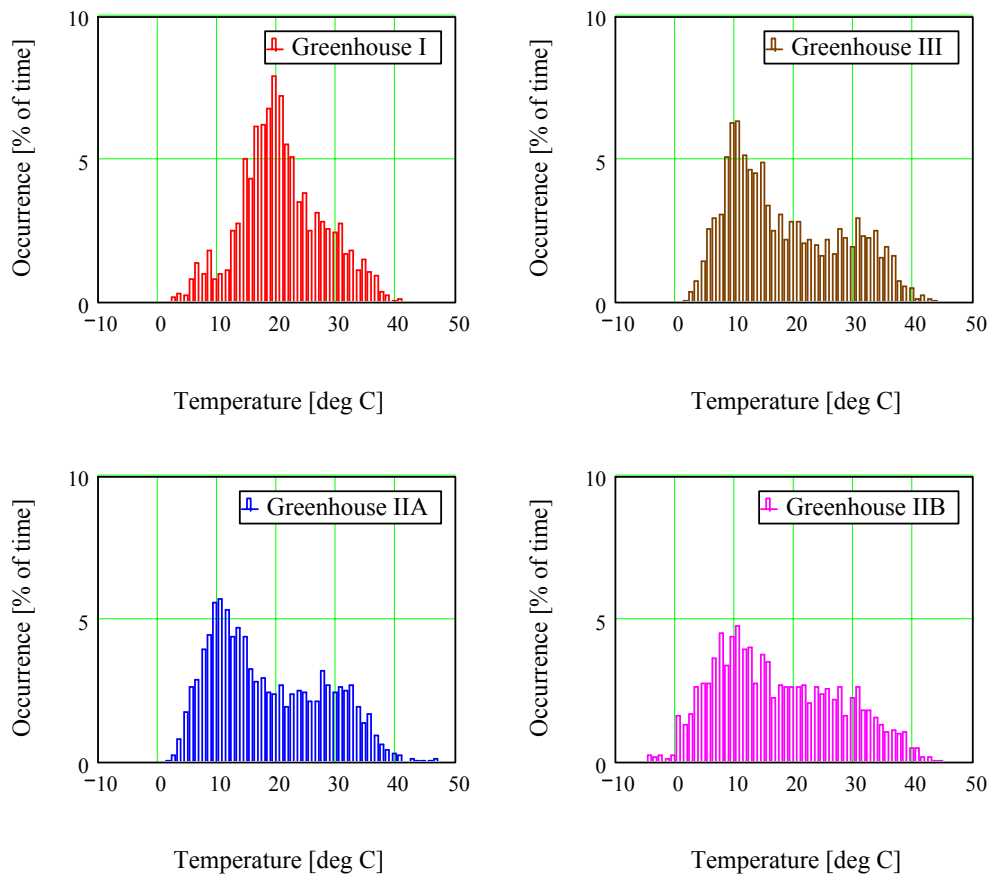 10
Greenhouse I
Occurrence [% of time]
5
0
−10 0 10 20 30 40 50
Temperature [deg C]
10
Greenhouse III
Occurrence [% of time]
5
0
−10 0 10 20 30 40 50
Temperature [deg C]
10
Greenhouse IIA
Occurrence [% of time]
5
0
−10 0 10 20 30 40 50
Temperature [deg C]
10
Greenhouse IIB
Occurrence [% of time]
5
0
−10 0 10 20 30 40 50
Temperature [deg C]